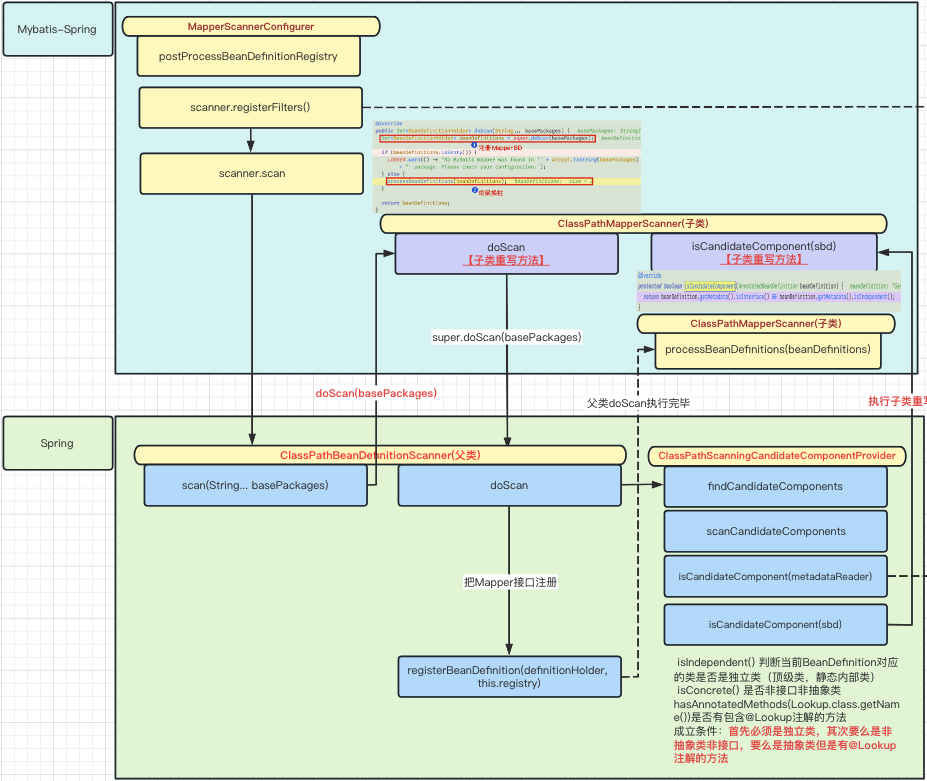 Mybatis-Spring
MapperScannerConfigurer
postProcessBeanDefinitionRegistry
scanner.registerFilters()
scanner.scan
@Override
public Set<BeanDefinitionHolder> doScan(String... basePackages) { basePackages: String[
Set<BeanDefinitionHolder> beanDefinitions = super.doScan(basePackages);
1 注册MapperBD
if (beanDefinitions.isEmpty()) {
LOGGER.warn(() -> "No MyBatis mapper was found in '" + Arrays.toString(basePackages)
+ "' package. Please check your configuration.");
} else {
processBeanDefinitions(beanDefinitions); beanDefinitions: size =
2 偷梁换柱
}
return beanDefinitions;
}
ClassPathMapperScanner(子类)
doScan
【子类重写方法】
isCandidateComponent(sbd)
【子类重写方法】
@Override
protected boolean isCandidateComponent(AnnotatedBeanDefinition beanDefinition) { beanDefinition:
return beanDefinition.getMetadata().isInterface() && beanDefinition.getMetadata().isIndependent();
}
ClassPathMapperScanner(子类)
processBeanDefinitions(beanDefinitions)
super.doScan(basePackages)
doScan(basePackages)
父类doScan执行完毕
执行子类重写
Spring
ClassPathBeanDefinitionScanner(父类)
scan(String... basePackages)
doScan
ClassPathScanningCandidateComponentProvider
findCandidateComponents
scanCandidateComponents
isCandidateComponent(metadataReader)
isCandidateComponent(sbd)
把Mapper接口注册
registerBeanDefinition(definitionHolder,
this.registry)
isIndependent() 判断当前BeanDefinition对应
的类是否是独立类（顶级类，静态内部类）
isConcrete() 是否非接口非抽象类
hasAnnotatedMethods(Lookup.class.getNam
e())是否有包含@Lookup注解的方法
成立条件：首先必须是独立类，其次要么是非
抽象类非接口，要么是抽象类但是有@Lookup
注解的方法